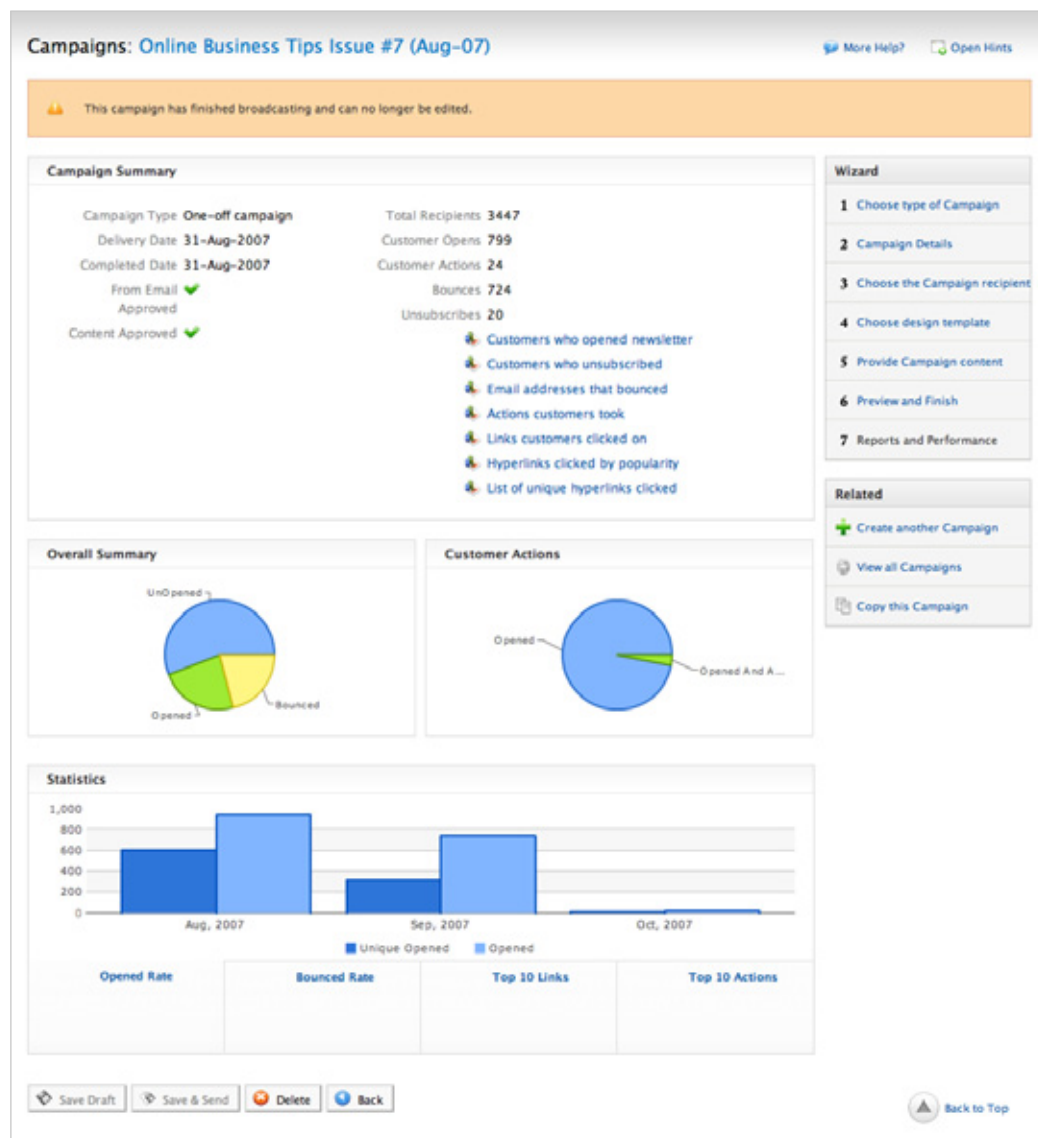 Campaigns: Online Business Tips Issue #7 (Aug-07)
More Help?
Open Hints
This campaign has finished broadcasting and can no longer be edited.
Campaign Summary
Campaign Type One-off campaign
Delivery Date 31-Aug-2007
Completed Date 31-Aug-2007
From Email
Approved
Content Approved
Total Recipients 3447
Customer Opens 799
Customer Actions 24
Bounces 724
Unsubscribes 20
Customers who opened newsletter
Customers who unsubscribed
Email addresses that bounced
Actions customers took
Links customers clicked on
Hyperlinks clicked by popularity
List of unique hyperlinks clicked
Wizard
1 Choose type of Campaign
2 Campaign Details
3 Choose the Campaign recipient
4 Choose design template
5 Provide Campaign content
6 Preview and Finish
7 Reports and Performance
Related
Create another Campaign
View all Campaigns
Copy this Campaign
Overall Summary
UnOpened
Opened
Bounced
Customer Actions
Opened
Opened And A...
Statistics
1,000
800
600
400
200
0
Aug, 2007
Sep, 2007
Oct, 2007
Unique Opened
Opened
Opened Rate
Bounced Rate
Top 10 Links
Top 10 Actions
Save Draft
Save & Send
Delete
Back
Back to Top